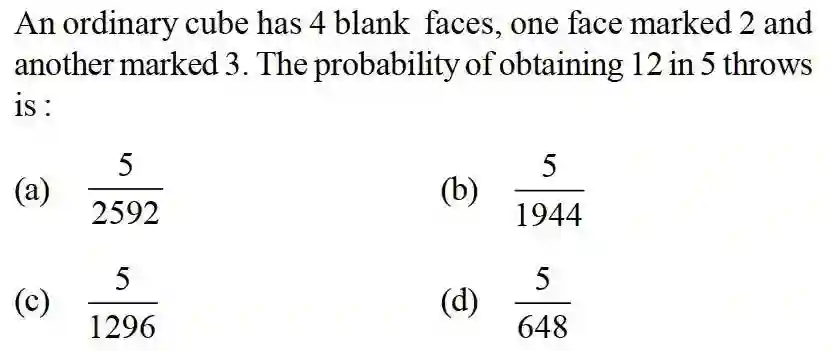 An ordinary cube has 4 blank faces, one face marked 2 and
another marked 3. The probability of obtaining 12 in 5 throws
is :
(a) 5/2592 (b) 5/1944
(c) 5/1296 (d) 5/648